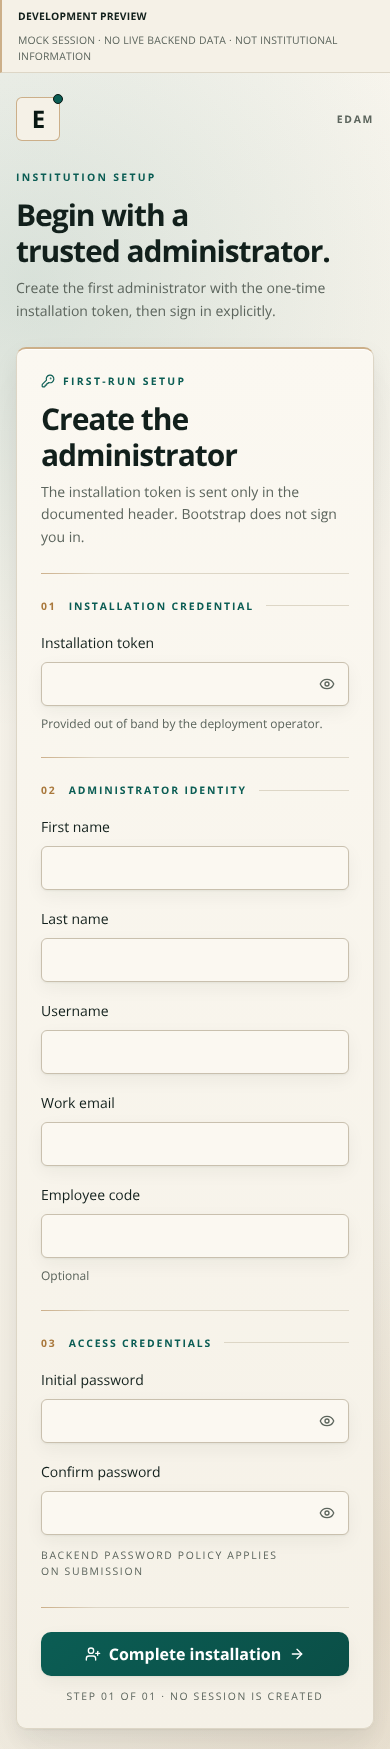 DEVELOPMENT PREVIEW
MOCK SESSION · NO LIVE BACKEND DATA · NOT INSTITUTIONAL
INFORMATION
E
EDAM
INSTITUTION SETUP
Begin with a
trusted administrator.
Create the first administrator with the one-time
installation token, then sign in explicitly.
FIRST-RUN SETUP
Create the
administrator
The installation token is sent only in the
documented header. Bootstrap does not sign
you in.
01 INSTALLATION CREDENTIAL
Installation token
Provided out of band by the deployment operator.
02 ADMINISTRATOR IDENTITY
First name
Last name
Username
Work email
Employee code
Optional
03 ACCESS CREDENTIALS
Initial password
Confirm password
BACKEND PASSWORD POLICY APPLIES
ON SUBMISSION
Complete installation →
STEP 01 OF 01 · NO SESSION IS CREATED